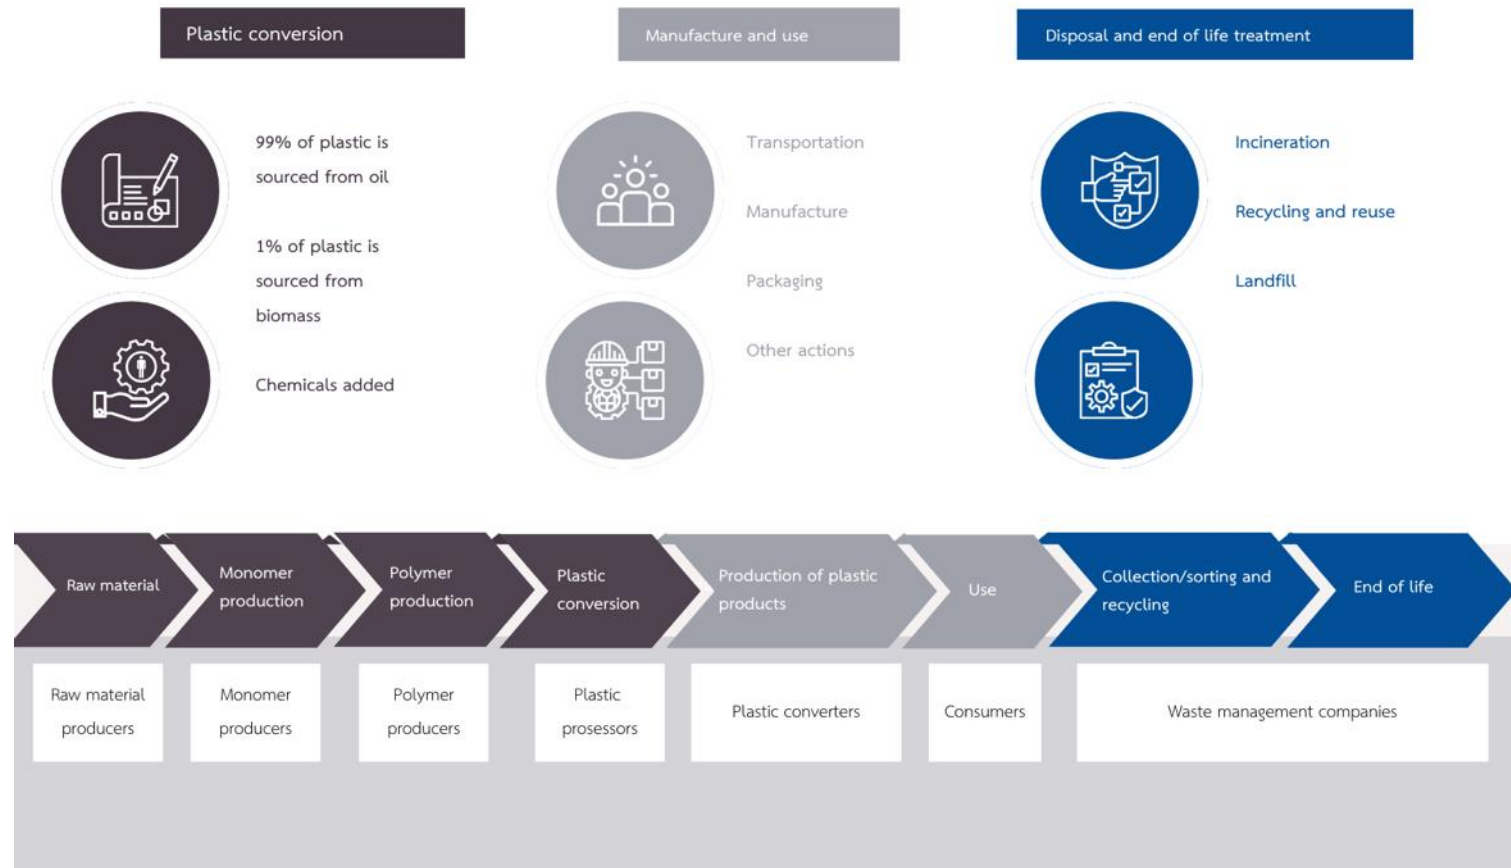 Plastic conversion
Manufacture and use
Disposal and end of life treatment
99% of plastic is
sourced from oil
1% of plastic is
sourced from
biomass
Chemicals added
Transportation
Manufacture
Packaging
Other actions
Incineration
Recycling and reuse
Landfill
Raw material
Monomer
production
Polymer
production
Plastic
conversion
Production of plastic
products
Use
Collection/sorting and
recycling
End of life
Raw material
producers
Monomer
producers
Polymer
producers
Plastic
prosessors
Plastic converters
Consumers
Waste management companies